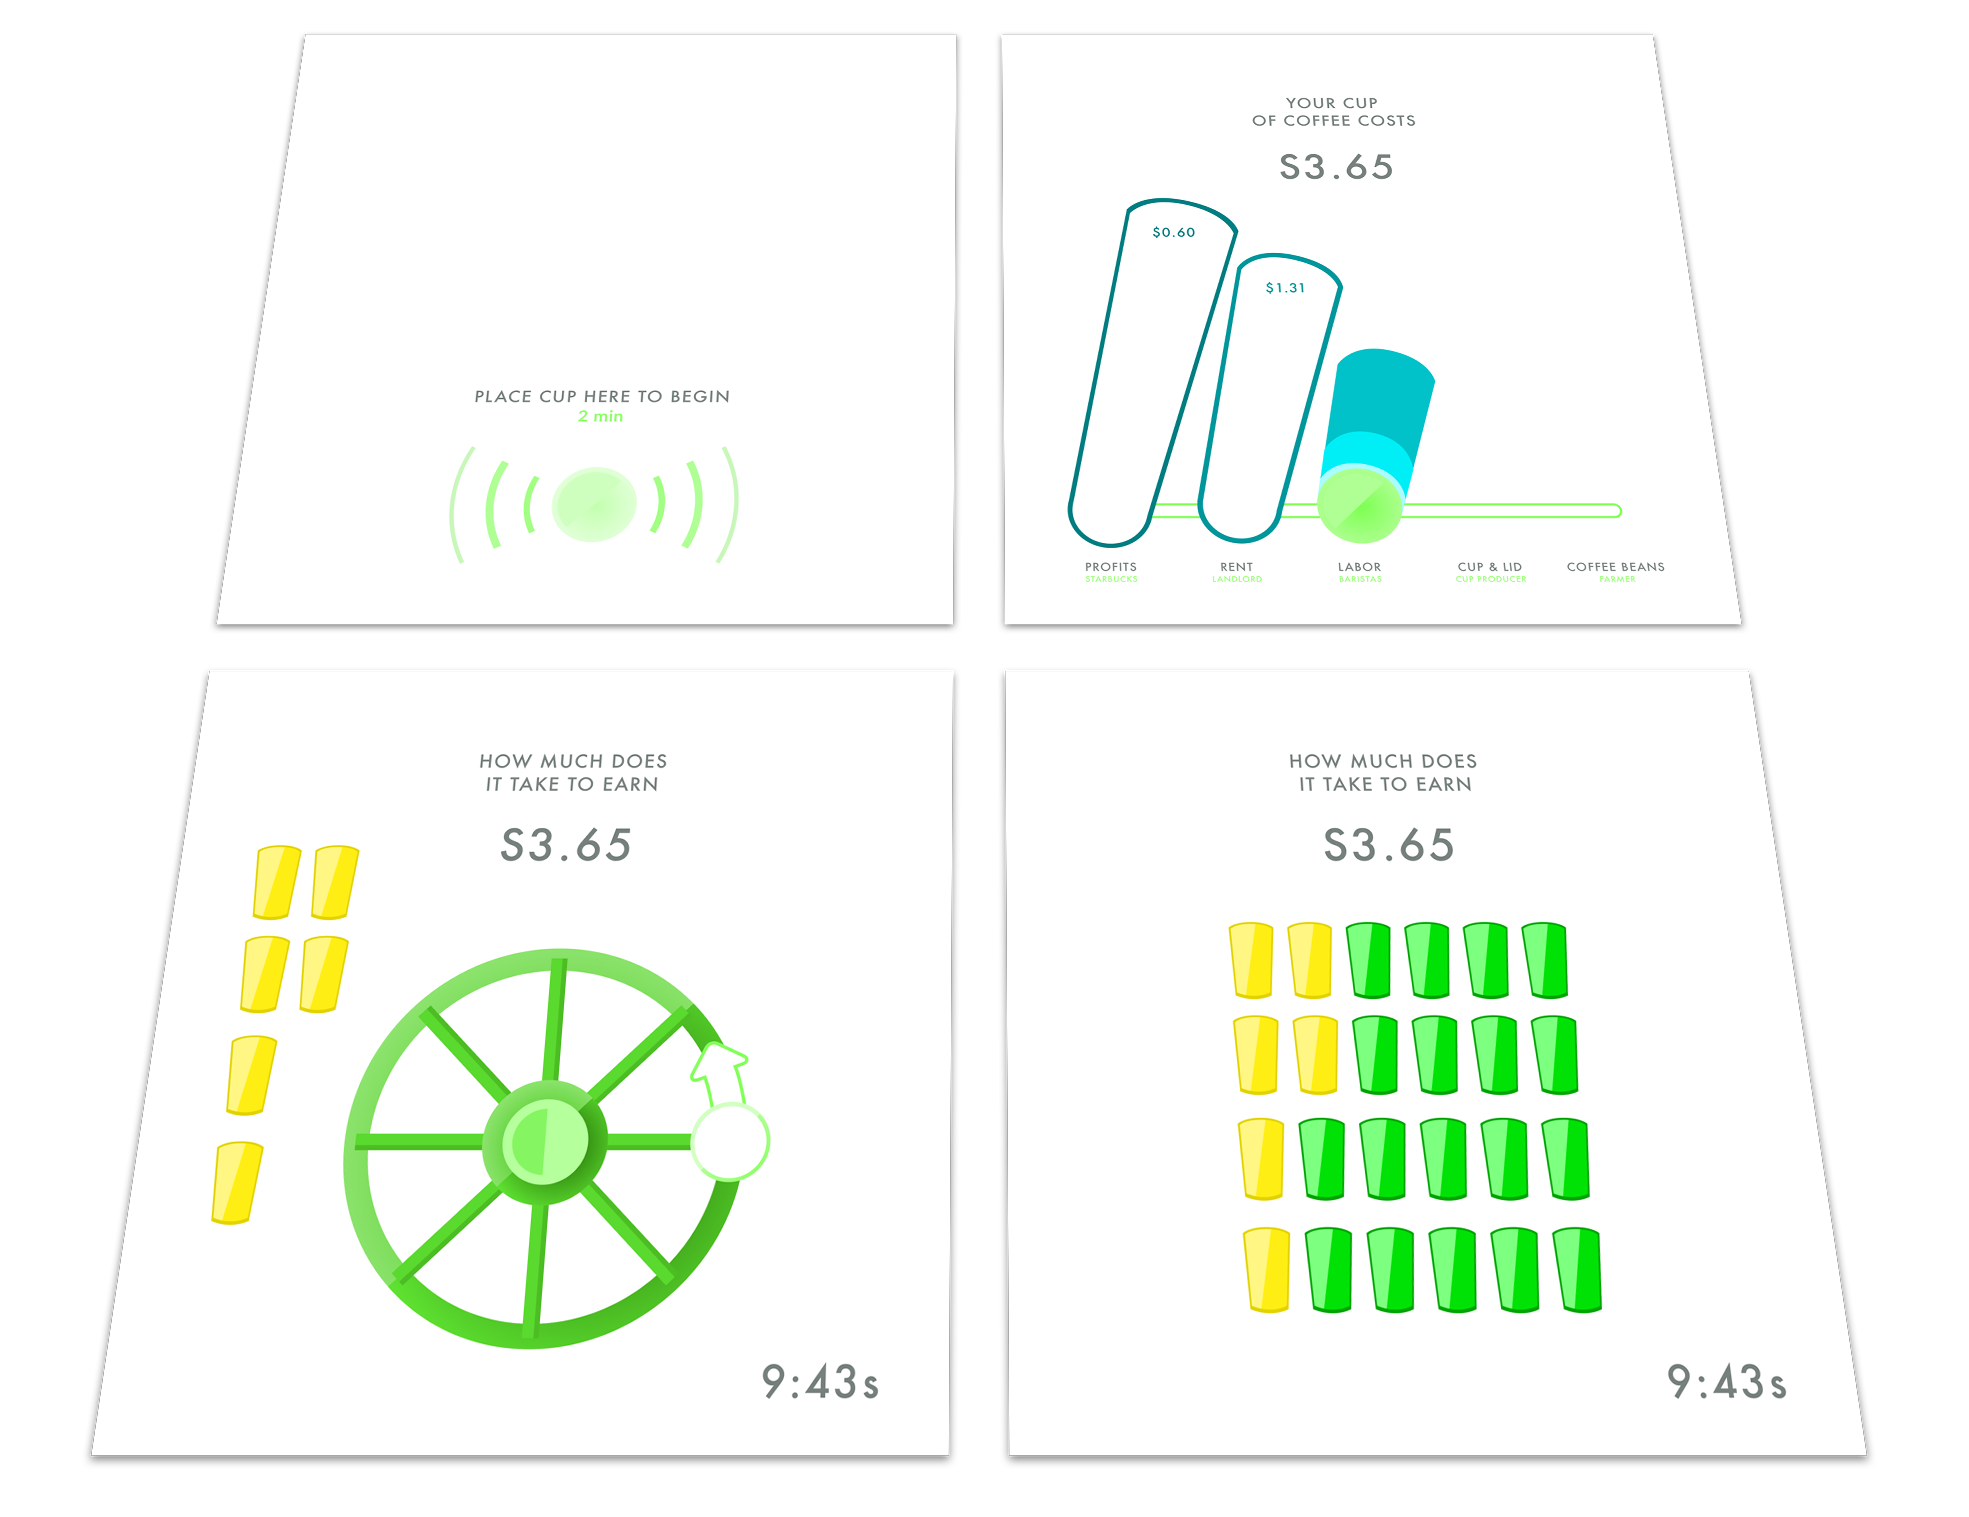 PLACE CUP HERE TO BEGIN
2 min
YOUR CUP
OF COFFEE COSTS
S3.65
$0.60
$1.31
PROFITS
STARBUCKS
RENT
LANDLORD
LABOR
BARISTAS
CUP & LID
CUP PRODUCER
COFFEE BEANS
FARMER
HOW MUCH DOES
IT TAKE TO EARN
S3.65
9:43s
HOW MUCH DOES
IT TAKE TO EARN
S3.65
9:43s